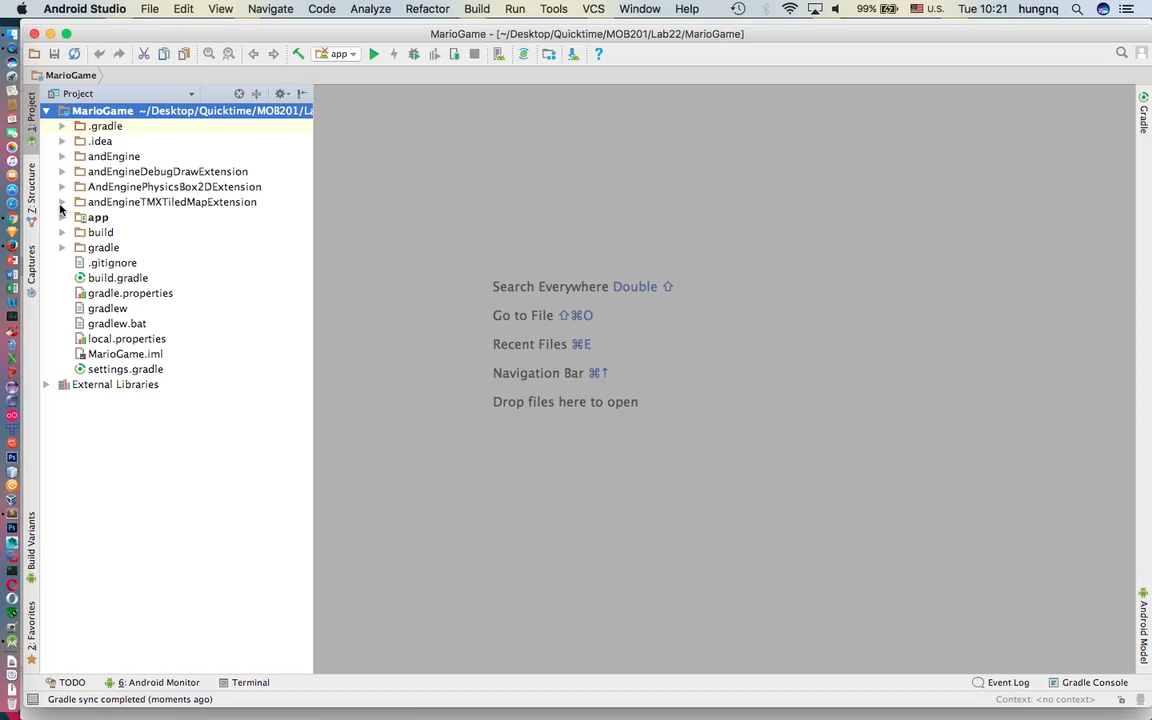 Android Studio File Edit View Navigate Code Analyze Refactor Build Run Tools VCS Window Help 99% U.S. Tue 10:21 hungnq
MarioGame - [~/Desktop/Quicktime/MOB201/Lab22/MarioGame]
app
MarioGame
Project
MarioGame ~/Desktop/Quicktime/MOB201/La
.gradle
.idea
andEngine
andEngineDebugDrawExtension
AndEnginePhysicsBox2DExtension
andEngineTMXTiledMapExtension
app
build
gradle
.gitignore
build.gradle
gradle.properties
gradlew
gradlew.bat
local.properties
MarioGame.iml
settings.gradle
External Libraries
1: Project
7: Structure
Captures
Build Variants
2: Favorites
Search Everywhere Double ⇧
Go to File ⇧⌘O
Recent Files ⌘E
Navigation Bar ⌘↑
Drop files here to open
Gradle
Android Model
TODO 6: Android Monitor Terminal Event Log Gradle Console
Gradle sync completed (moments ago) Context: <no context>